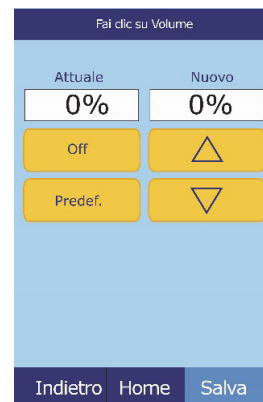 Fai clic su Volume
Attuale Nuovo
0% 0%
Off
Predef.
Indietro Home Salva